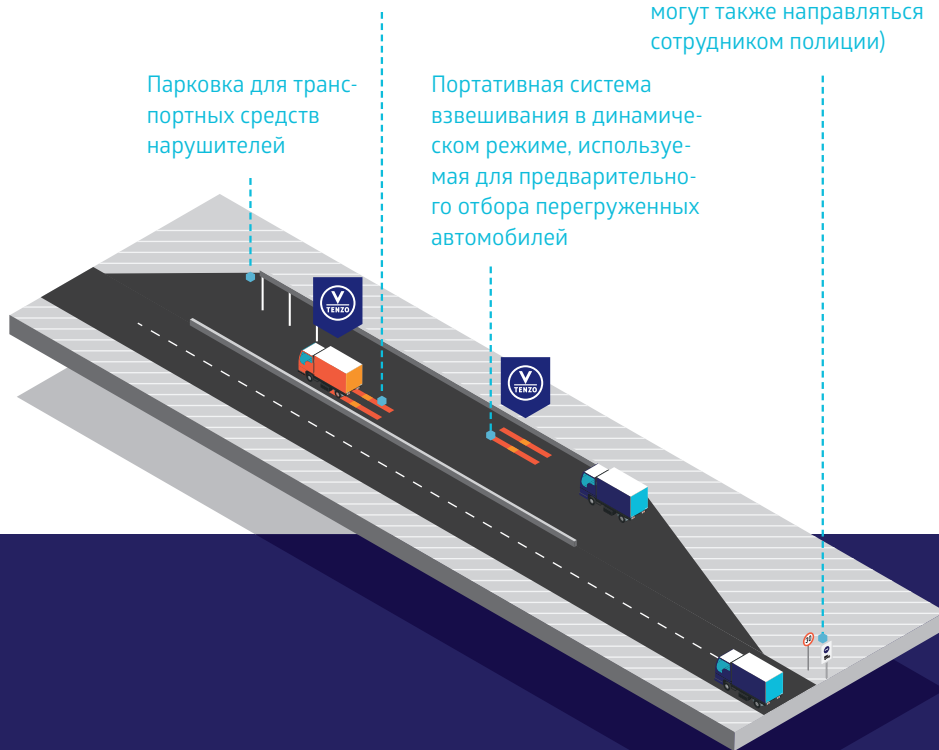 могут также направляться
сотрудником полиции)
Парковка для транс-
портных средств
нарушителей
Портативная система
взвешивания в динамиче-
ском режиме, используе-
мая для предварительно-
го отбора перегруженных
автомобилей
V
TENZO
V
TENZO